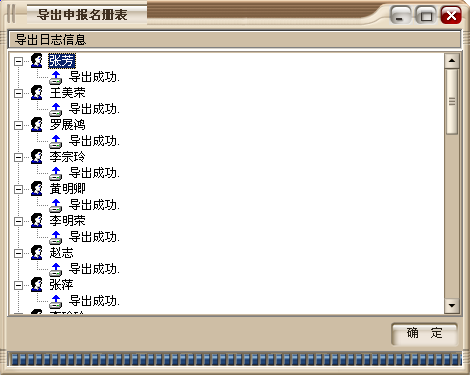 导出申报名册表
导出日志信息
张芳
导出成功.
王美荣
导出成功.
罗展鸿
导出成功.
李宗玲
导出成功.
黄明卿
导出成功.
李明荣
导出成功.
赵志
导出成功.
张萍
导出成功.
确 定